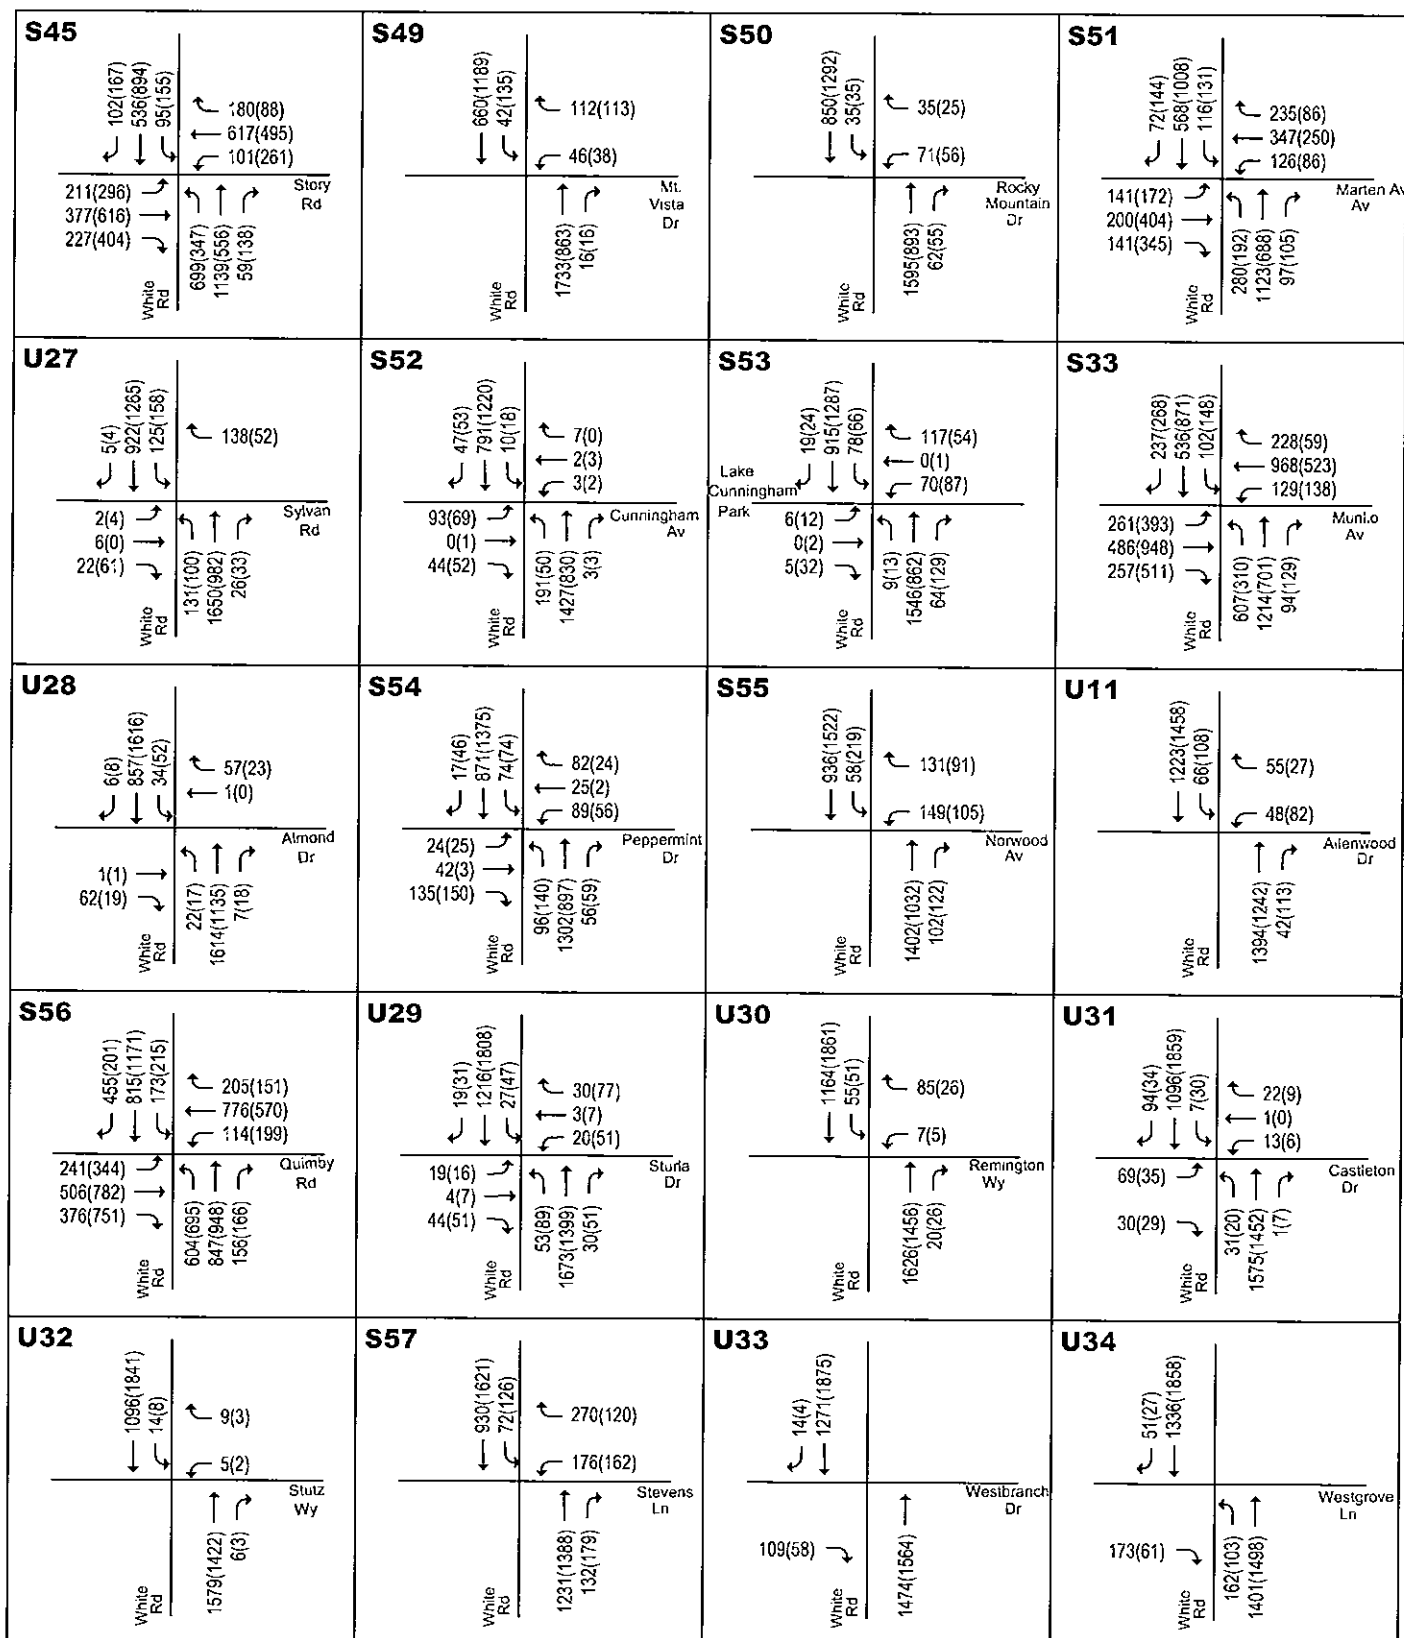 S45
102(167)
536(894)
95(155)
180(88)
617(495)
101(261)
Story
Rd
211(296)
377(616)
227(404)
699(347)
1139(556)
59(138)
White
Rd
S49
660(1189)
42(135)
112(113)
46(38)
Mt.
Vista
Dr
1733(863)
16(16)
White
Rd
S50
850(1292)
35(35)
35(25)
71(56)
Rocky
Mountain
Dr
1595(893)
62(55)
White
Rd
S51
72(144)
568(1008)
116(131)
235(86)
347(250)
126(86)
Marten Av
Av
141(172)
200(404)
141(345)
280(192)
1123(688)
97(105)
White
Rd
U27
5(4)
922(1265)
125(158)
138(52)
Sylvan
Rd
2(4)
6(0)
22(61)
131(100)
1650(982)
26(33)
White
Rd
S52
47(53)
791(1220)
10(18)
7(0)
2(3)
3(2)
Cunningham
Av
93(69)
0(1)
44(52)
191(50)
1427(830)
3(3)
White
Rd
S53
19(24)
915(1287)
78(66)
117(54)
0(1)
70(87)
Lake
Cunningham
Park
6(12)
0(2)
5(32)
9(13)
1546(862)
64(129)
White
Rd
S33
237(268)
536(871)
102(148)
228(59)
968(523)
129(138)
Av
261(393)
486(948)
257(511)
607(310)
1214(701)
94(129)
White
Rd
U28
6(8)
857(1616)
34(52)
57(23)
1(0)
Almond
Dr
1(1)
62(19)
22(17)
1614(1135)
7(18)
White
Rd
S54
17(46)
871(1375)
74(74)
82(24)
25(2)
89(56)
Peppermint
Dr
24(25)
42(3)
135(150)
96(140)
1302(897)
56(59)
White
Rd
S55
936(1522)
58(219)
131(91)
149(105)
Norwood
Av
1402(1032)
102(122)
White
Rd
U11
1223(1458)
66(108)
55(27)
48(82)
Allenwood
Dr
1394(1242)
42(113)
White
Rd
S56
455(201)
815(1171)
173(215)
205(151)
776(570)
114(199)
Quimby
Rd
241(344)
506(782)
376(751)
604(695)
847(948)
156(166)
White
Rd
U29
19(31)
1216(1808)
27(47)
30(77)
3(7)
20(51)
Sturla
Dr
19(16)
4(7)
44(51)
53(89)
1673(1399)
30(51)
White
Rd
U30
1164(1861)
55(51)
85(26)
7(5)
Remington
Wy
1626(1456)
20(26)
White
Rd
U31
94(34)
1096(1859)
7(30)
22(9)
1(0)
13(6)
Castleton
Dr
69(35)
30(29)
31(20)
1575(1452)
1(7)
White
Rd
U32
1096(1841)
14(8)
9(3)
5(2)
Stutz
Wy
1579(1422)
6(3)
White
Rd
S57
930(1621)
72(126)
270(120)
176(162)
Stevens
Ln
1231(1388)
132(179)
White
Rd
U33
14(4)
1271(1875)
Westbranch
Dr
109(58)
1474(1564)
White
Rd
U34
51(27)
1336(1858)
Westgrove
Ln
173(61)
162(103)
1401(1498)
White
Rd